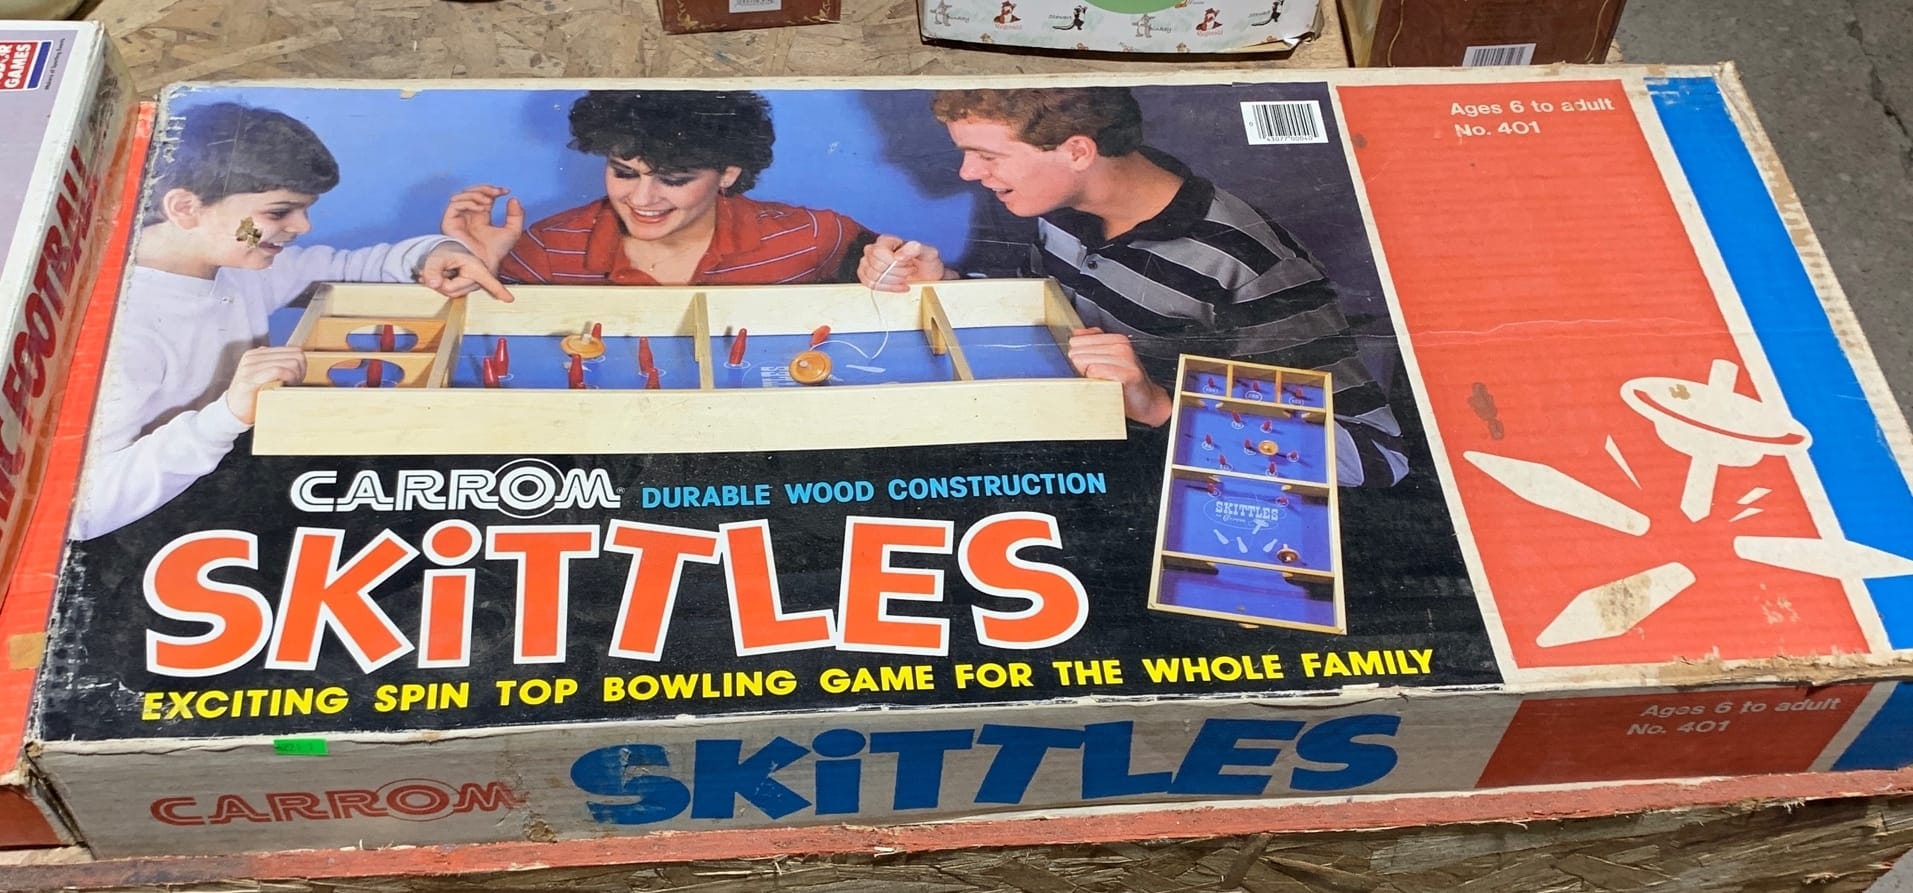 GAMES
FOOTBALL
Ages 6 to adult
No. 401
CARROM DURABLE WOOD CONSTRUCTION
SKiTTLES
EXCITING SPIN TOP BOWLING GAME FOR THE WHOLE FAMILY
SKITTLES
CARROM
SKiTTLES
Ages 6 to adult
No. 401